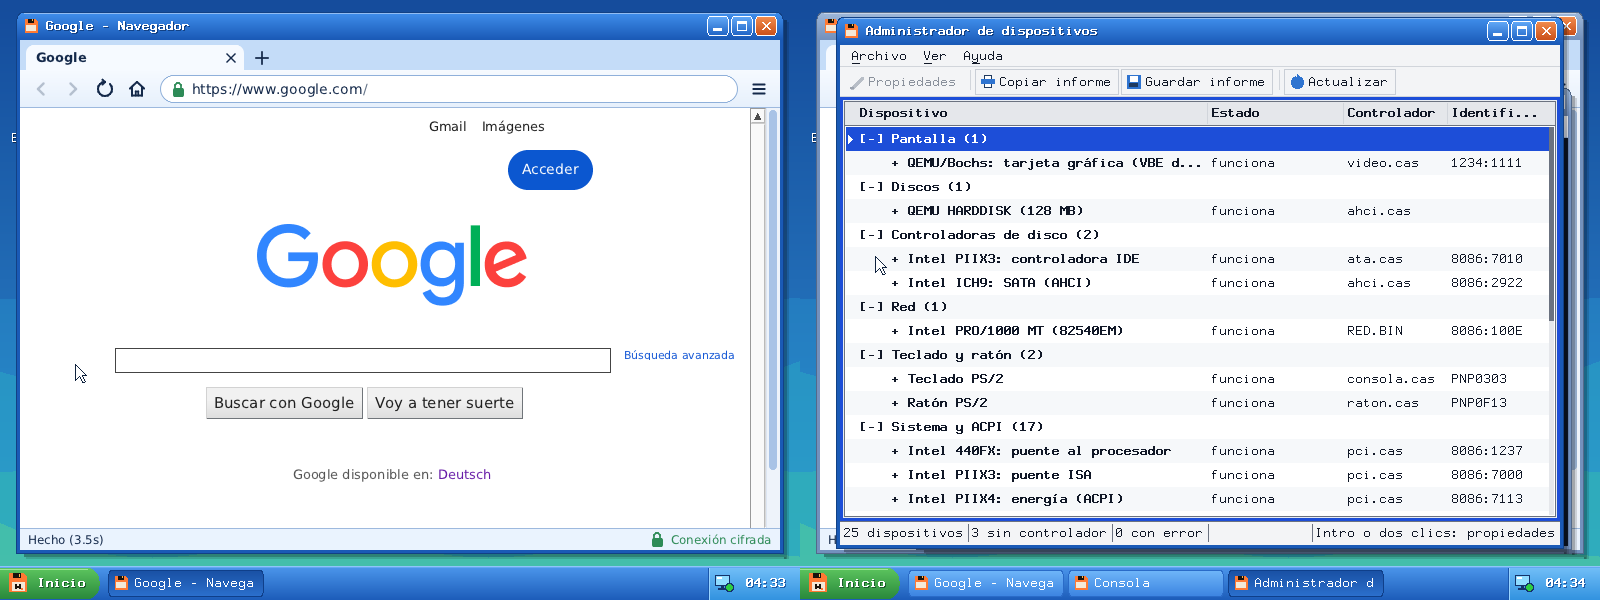 Google - Navegador
Google
https://www.google.com/
Gmail Imágenes
Acceder
Google
Búsqueda avanzada
Buscar con Google Voy a tener suerte
Google disponible en: Deutsch
Hecho (3.5s) Conexión cifrada
Inicio Google - Navega 04:33
Administrador de dispositivos
Archivo Ver Ayuda
Propiedades Copiar informe Guardar informe Actualizar
Dispositivo Estado Controlador Identifi...
[-] Pantalla (1)
+ QEMU/Bochs: tarjeta gráfica (VBE d... funciona video.cas 1234:1111
[-] Discos (1)
+ QEMU HARDDISK (128 MB) funciona ahci.cas
[-] Controladoras de disco (2)
+ Intel PIIX3: controladora IDE funciona ata.cas 8086:7010
+ Intel ICH9: SATA (AHCI) funciona ahci.cas 8086:2922
[-] Red (1)
+ Intel PRO/1000 MT (82540EM) funciona RED.BIN 8086:100E
[-] Teclado y ratón (2)
+ Teclado PS/2 funciona consola.cas PNP0303
+ Ratón PS/2 funciona raton.cas PNP0F13
[-] Sistema y ACPI (17)
+ Intel 440FX: puente al procesador funciona pci.cas 8086:1237
+ Intel PIIX3: puente ISA funciona pci.cas 8086:7000
+ Intel PIIX4: energía (ACPI) funciona pci.cas 8086:7113
25 dispositivos 3 sin controlador 0 con error Intro o dos clics: propiedades
Inicio Google - Navega Consola Administrador d 04:34